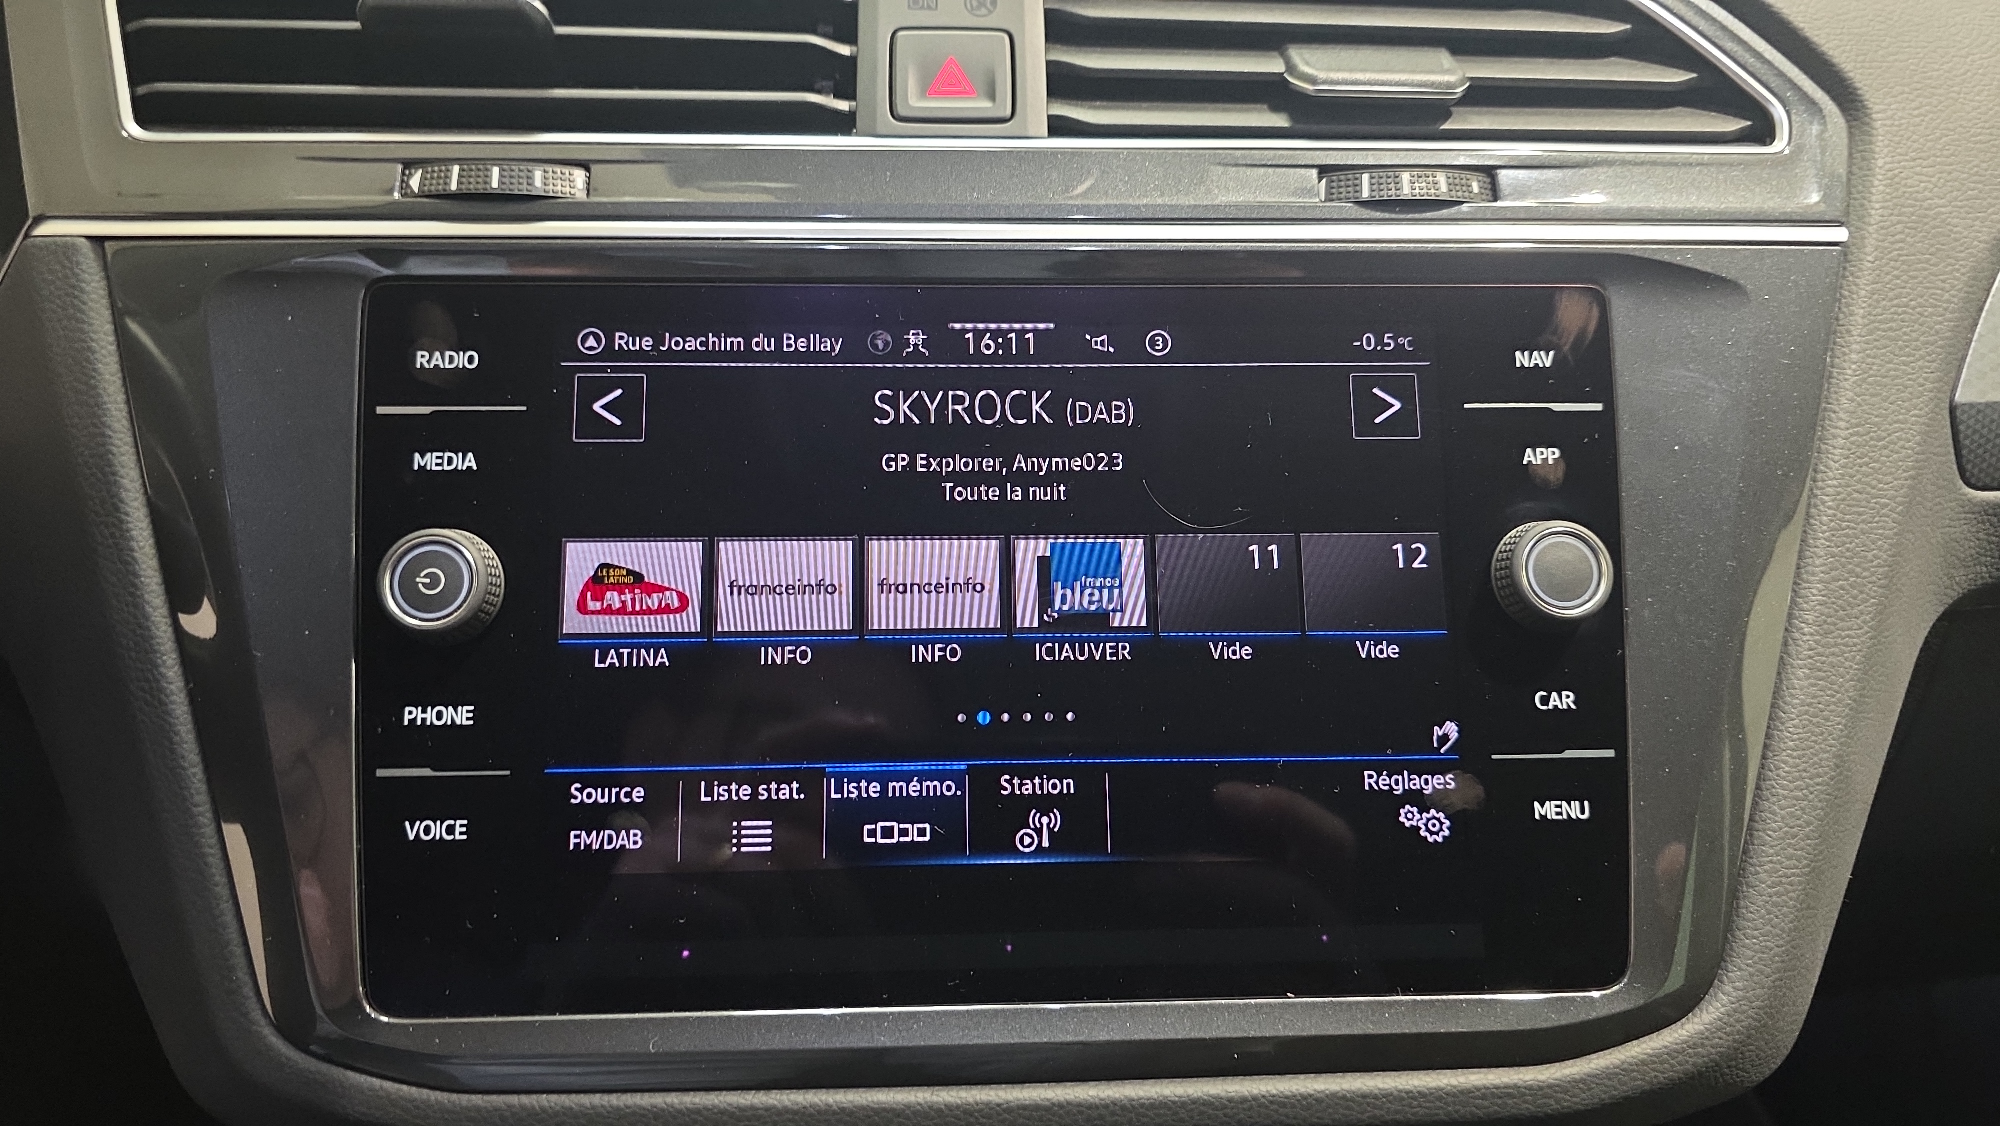 RADIO
MEDIA
PHONE
VOICE
Rue Joachim du Bellay
16:11
3
-0.5°C
<
SKYROCK (DAB)
>
GP Explorer, Anyme023
Toute la nuit
LE SON
LATINO
LATINA
franceinfo:
franceinfo
france
bleu
11
12
LATINA
INFO
INFO
ICIAUVER
Vide
Vide
Source
FM/DAB
Liste stat.
Liste mémo.
Station
Réglages
NAV
APP
CAR
MENU